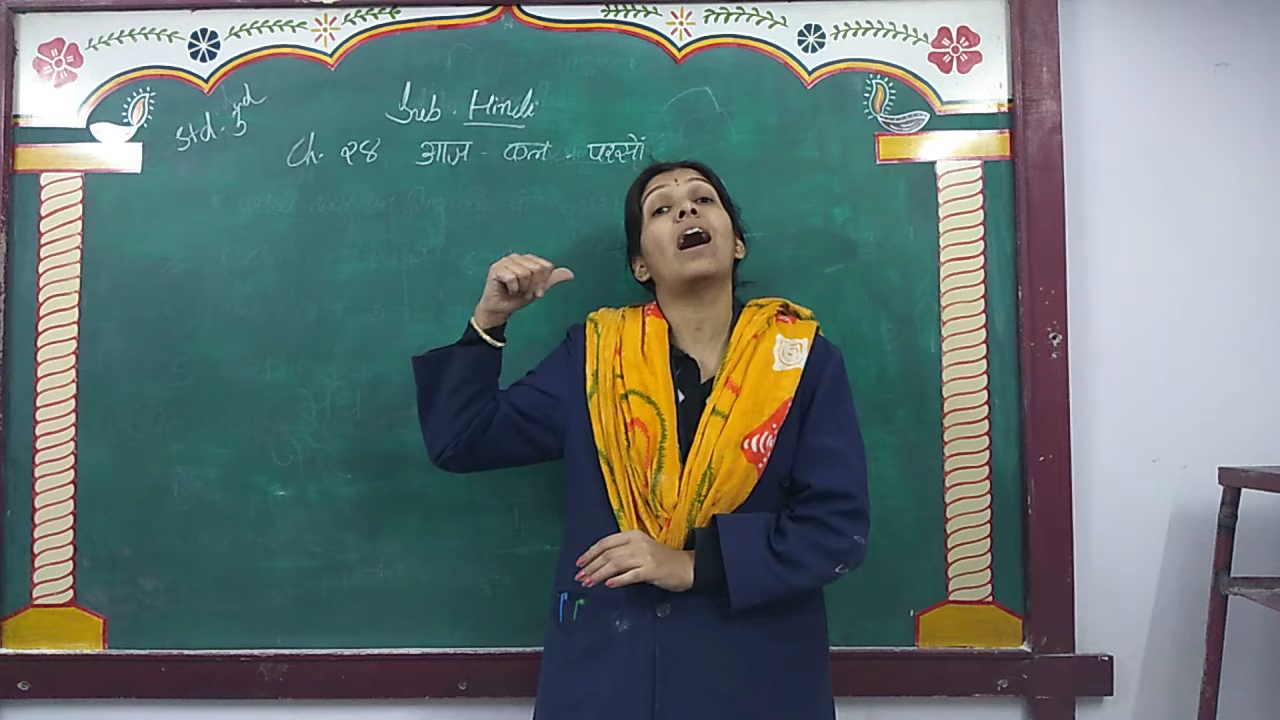 Std. 3rd
Sub. Hindi
Ch. २४ आज - कल - परसों